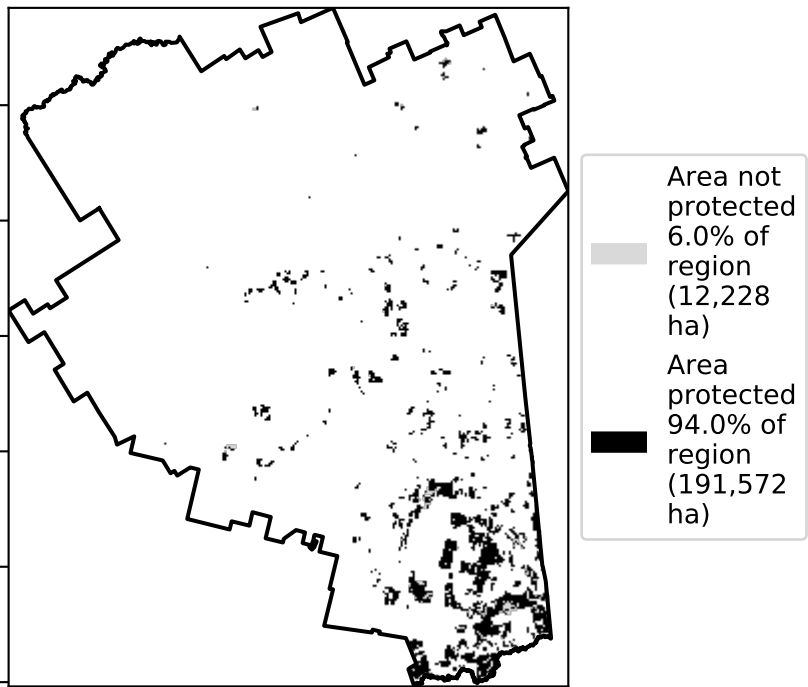 Area not
protected
6.0% of
region
(12,228
ha)
Area
protected
94.0% of
region
(191,572
ha)